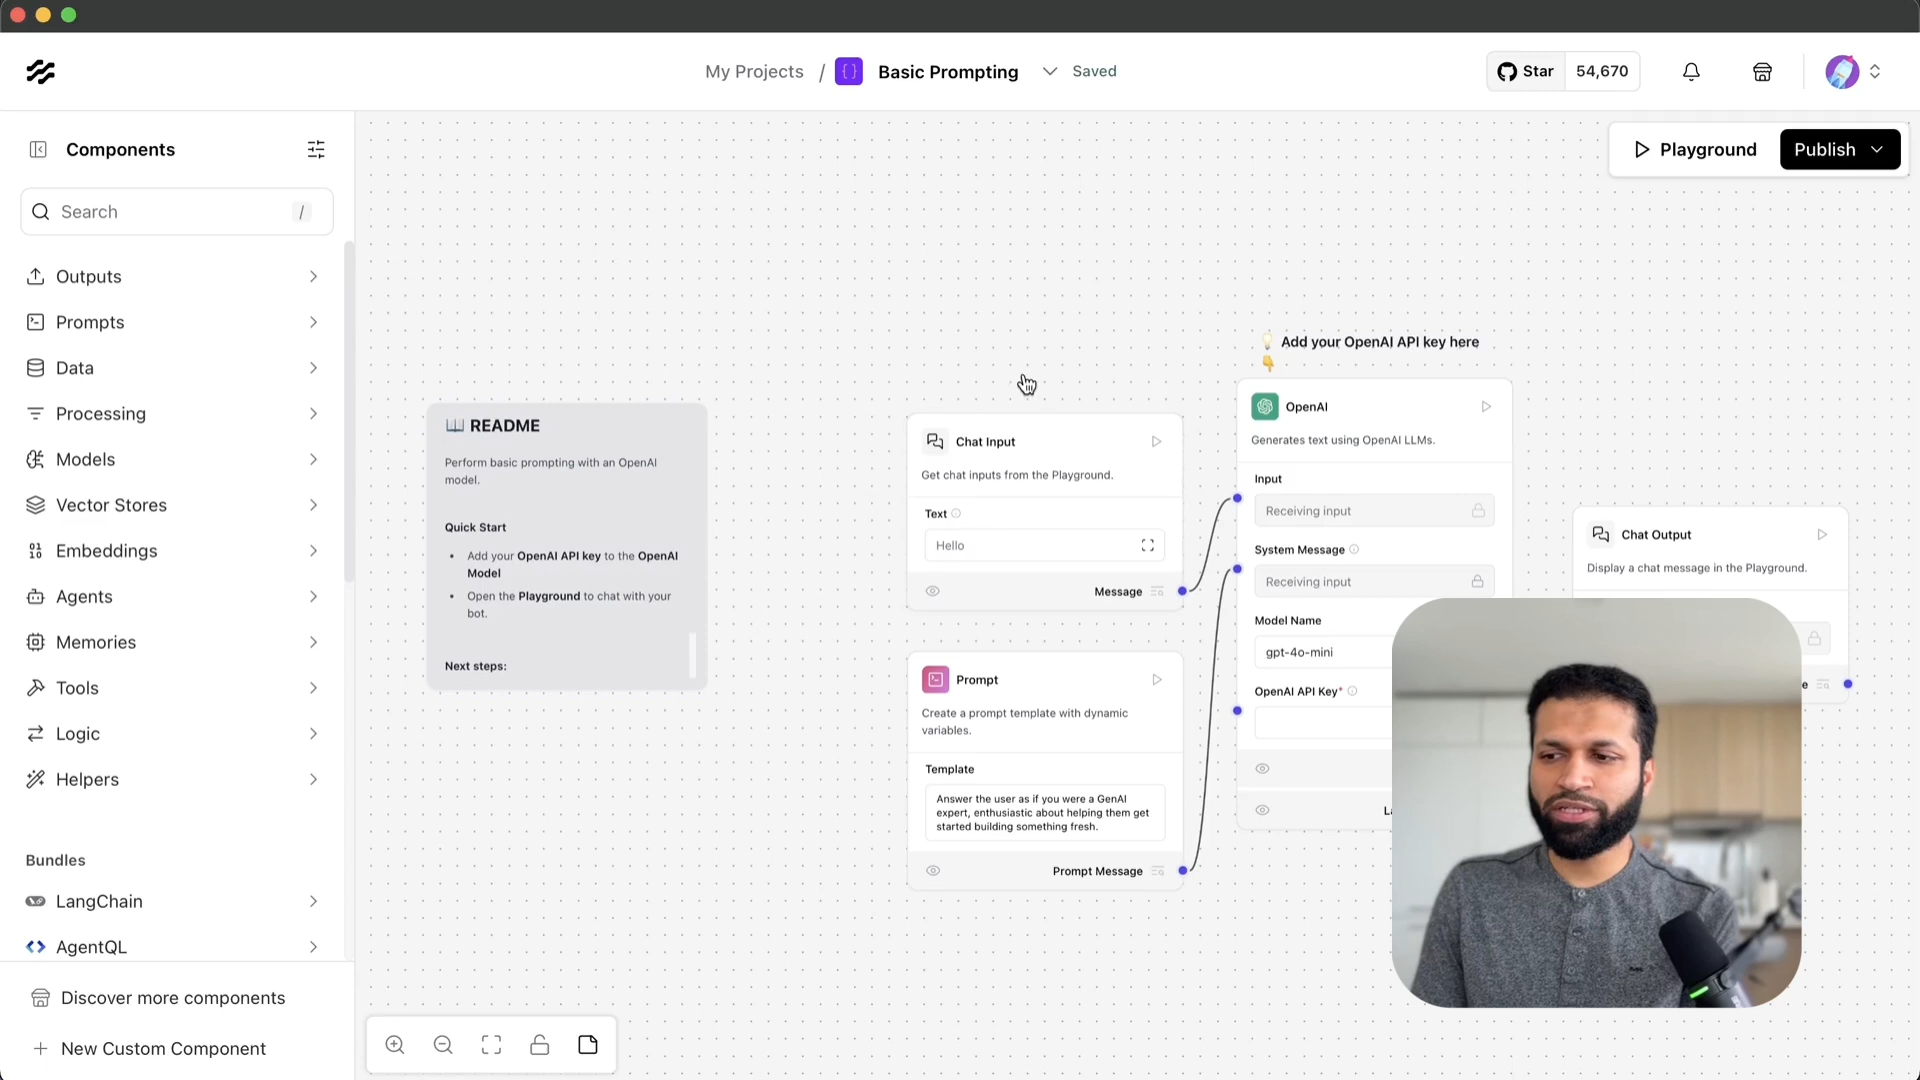 My Projects / Basic Prompting Saved
Star 54,670
Components
Playground
Publish
Search /
Outputs
Prompts
Data
Processing
Models
Vector Stores
Embeddings
Agents
Memories
Tools
Logic
Helpers
Bundles
LangChain
AgentQL
Discover more components
New Custom Component
README
Perform basic prompting with an OpenAI
model.
Quick Start
Add your OpenAI API key to the OpenAI
Model
Open the Playground to chat with your
bot.
Next steps:
Chat Input
Get chat inputs from the Playground.
Text
Hello
Message
Prompt
Create a prompt template with dynamic
variables.
Template
Answer the user as if you were a GenAI
expert, enthusiastic about helping them get
started building something fresh.
Prompt Message
Add your OpenAI API key here
OpenAI
Generates text using OpenAI LLMs.
Input
Receiving input
System Message
Receiving input
Model Name
gpt-4o-mini
OpenAI API Key*
Chat Output
Display a chat message in the Playground.